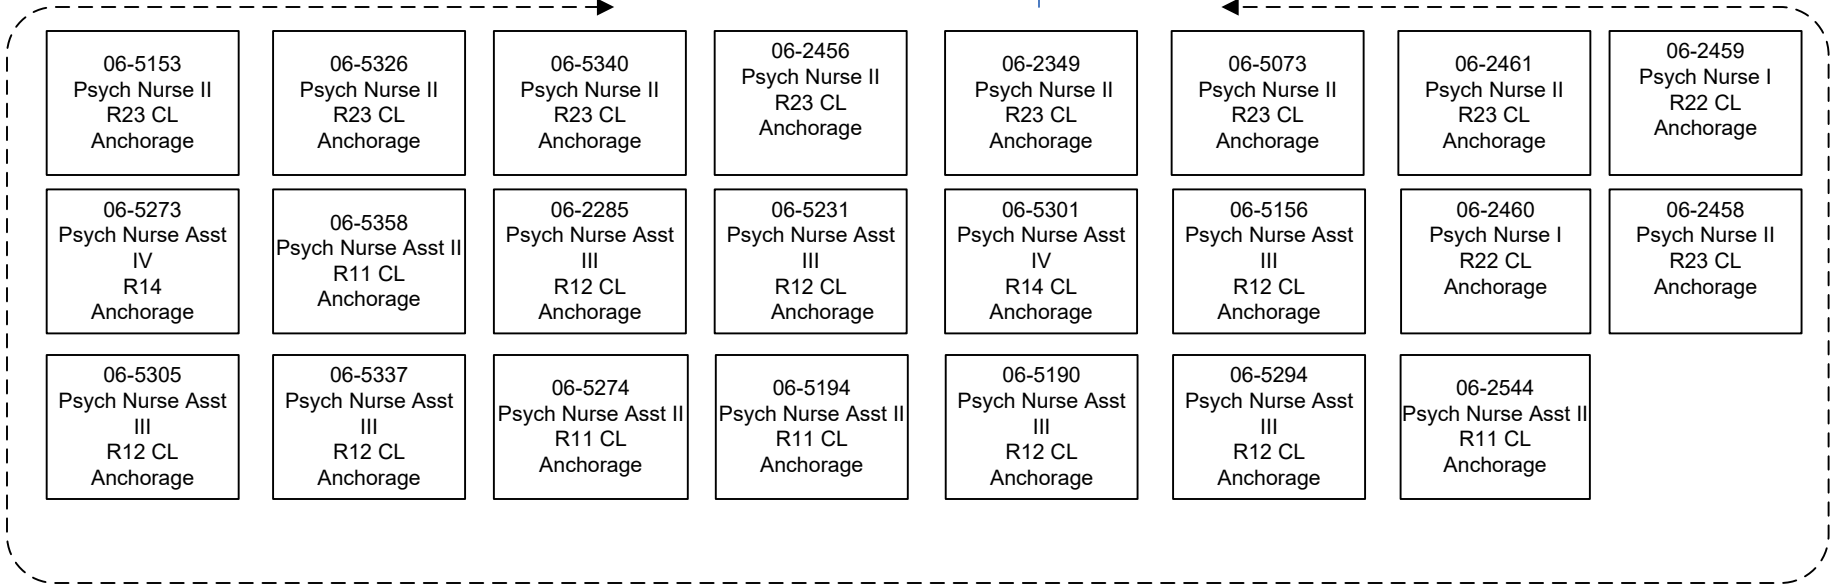 06-5153
Psych Nurse II
R23 CL
Anchorage
06-5326
Psych Nurse II
R23 CL
Anchorage
06-5340
Psych Nurse II
R23 CL
Anchorage
06-2456
Psych Nurse II
R23 CL
Anchorage
06-2349
Psych Nurse II
R23 CL
Anchorage
06-5073
Psych Nurse II
R23 CL
Anchorage
06-2461
Psych Nurse II
R23 CL
Anchorage
06-2459
Psych Nurse I
R22 CL
Anchorage
06-5273
Psych Nurse Asst
IV
R14
Anchorage
06-5358
Psych Nurse Asst II
R11 CL
Anchorage
06-2285
Psych Nurse Asst
III
R12 CL
Anchorage
06-5231
Psych Nurse Asst
III
R12 CL
Anchorage
06-5301
Psych Nurse Asst
IV
R14 CL
Anchorage
06-5156
Psych Nurse Asst
III
R12 CL
Anchorage
06-2460
Psych Nurse I
R22 CL
Anchorage
06-2458
Psych Nurse II
R23 CL
Anchorage
06-5305
Psych Nurse Asst
III
R12 CL
Anchorage
06-5337
Psych Nurse Asst
III
R12 CL
Anchorage
06-5274
Psych Nurse Asst II
R11 CL
Anchorage
06-5194
Psych Nurse Asst II
R11 CL
Anchorage
06-5190
Psych Nurse Asst
III
R12 CL
Anchorage
06-5294
Psych Nurse Asst
III
R12 CL
Anchorage
06-2544
Psych Nurse Asst II
R11 CL
Anchorage